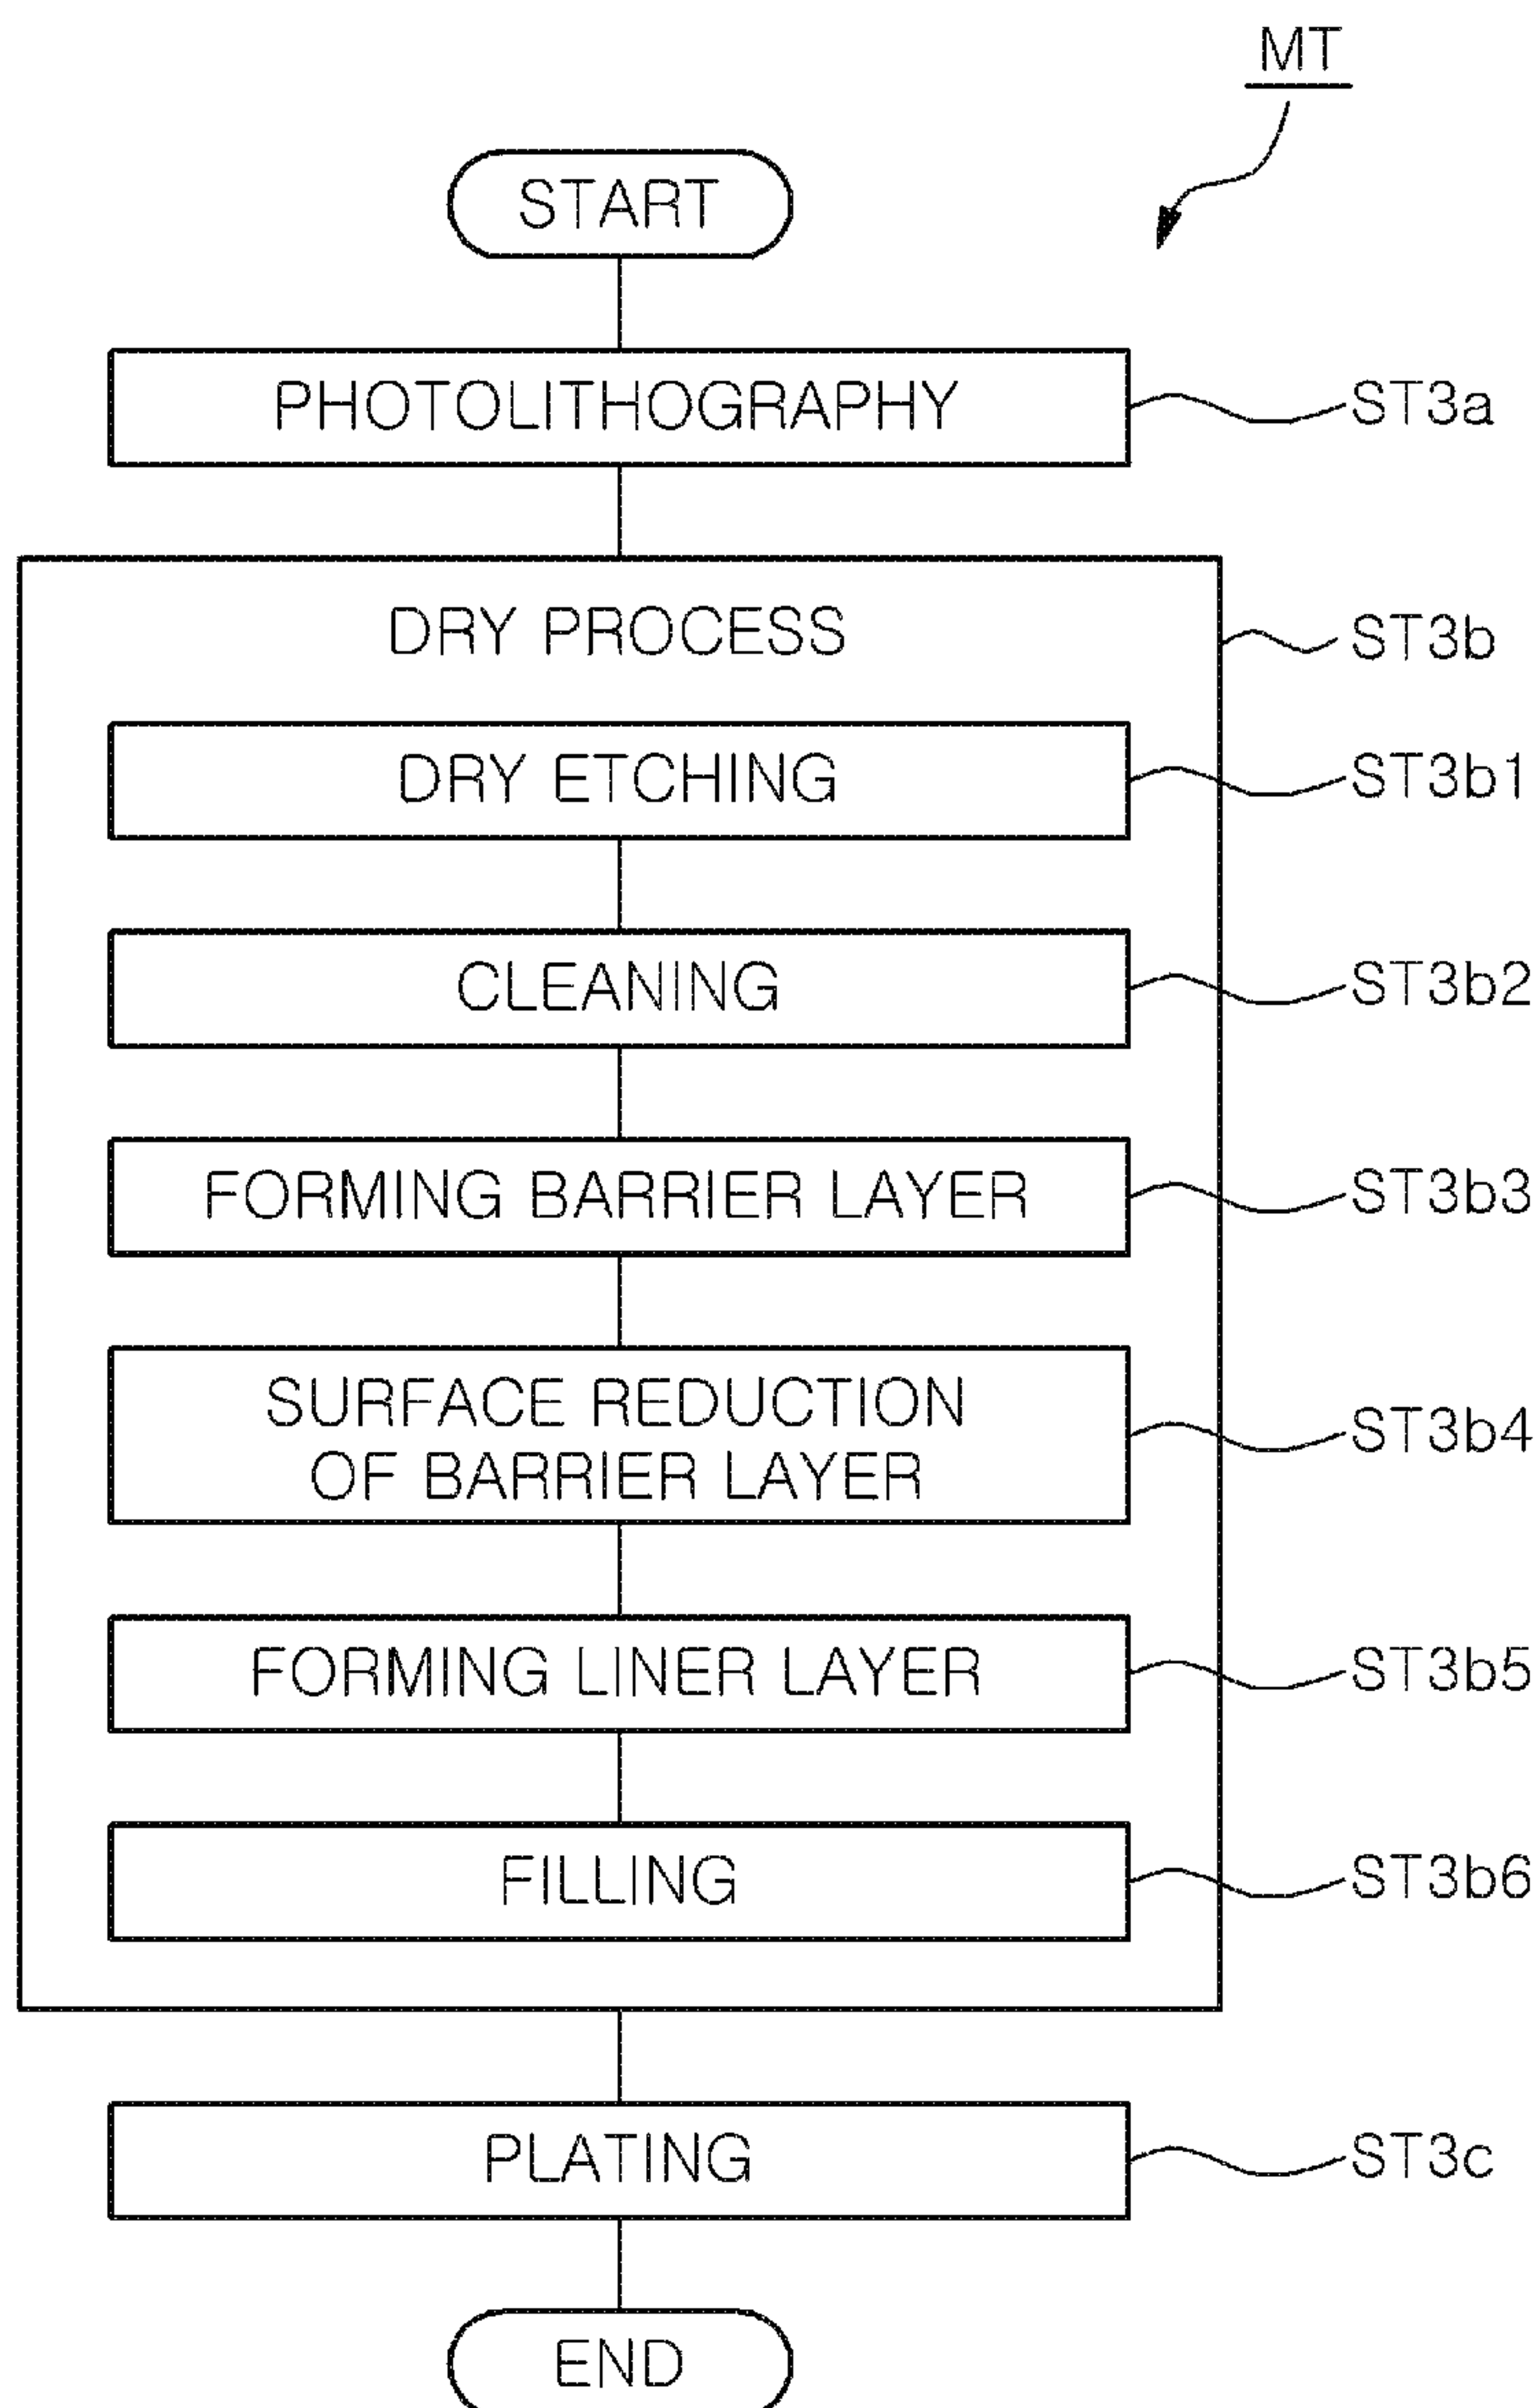 MT
START
PHOTOLITHOGRAPHY
ST3a
DRY PROCESS
ST3b
DRY ETCHING
ST3b1
CLEANING
ST3b2
FORMING BARRIER LAYER
ST3b3
SURFACE REDUCTION
OF BARRIER LAYER
ST3b4
FORMING LINER LAYER
ST3b5
FILLING
ST3b6
PLATING
ST3c
END